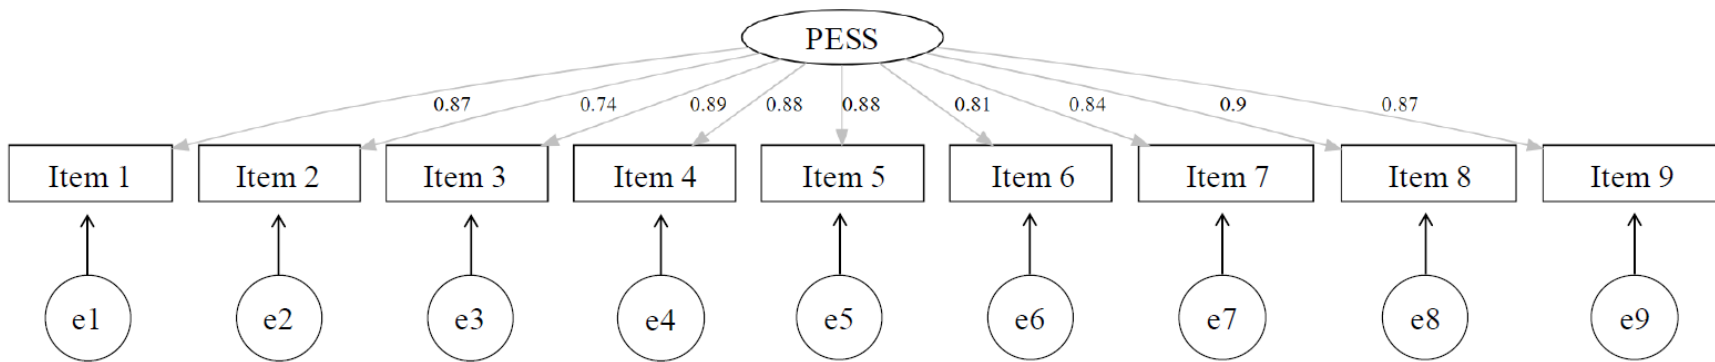 PESS
0.87 0.74 0.89 0.88 0.88 0.81 0.84 0.9 0.87
Item 1 Item 2 Item 3 Item 4 Item 5 Item 6 Item 7 Item 8 Item 9
e1 e2 e3 e4 e5 e6 e7 e8 e9